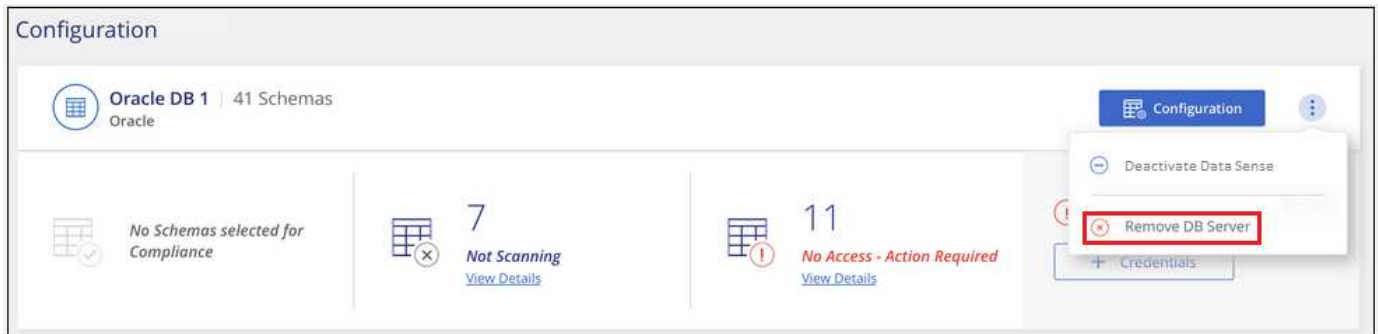 Configuration
Oracle DB 1 | 41 Schemas
Oracle
Configuration
Deactivate Data Sense
Remove DB Server
No Schemas selected for
Compliance
7
Not Scanning
View Details
11
No Access - Action Required
View Details
+ Credentials